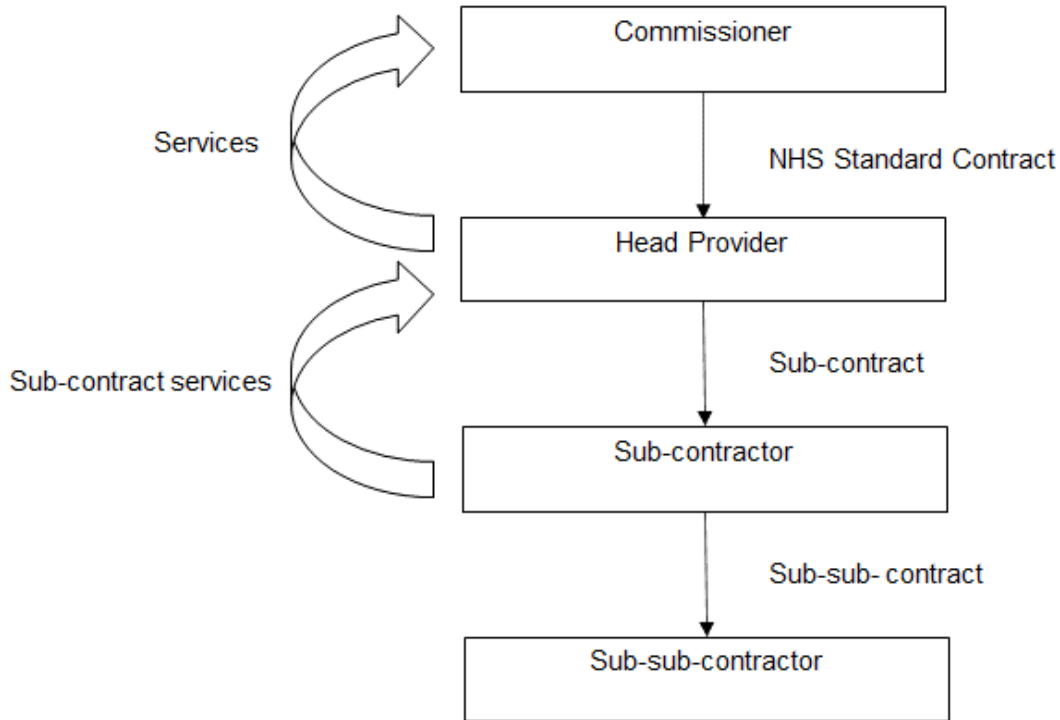 Commissioner
Services
NHS Standard Contract
Head Provider
Sub-contract
Sub-contract services
Sub-contractor
Sub-sub- contract
Sub-sub-contractor